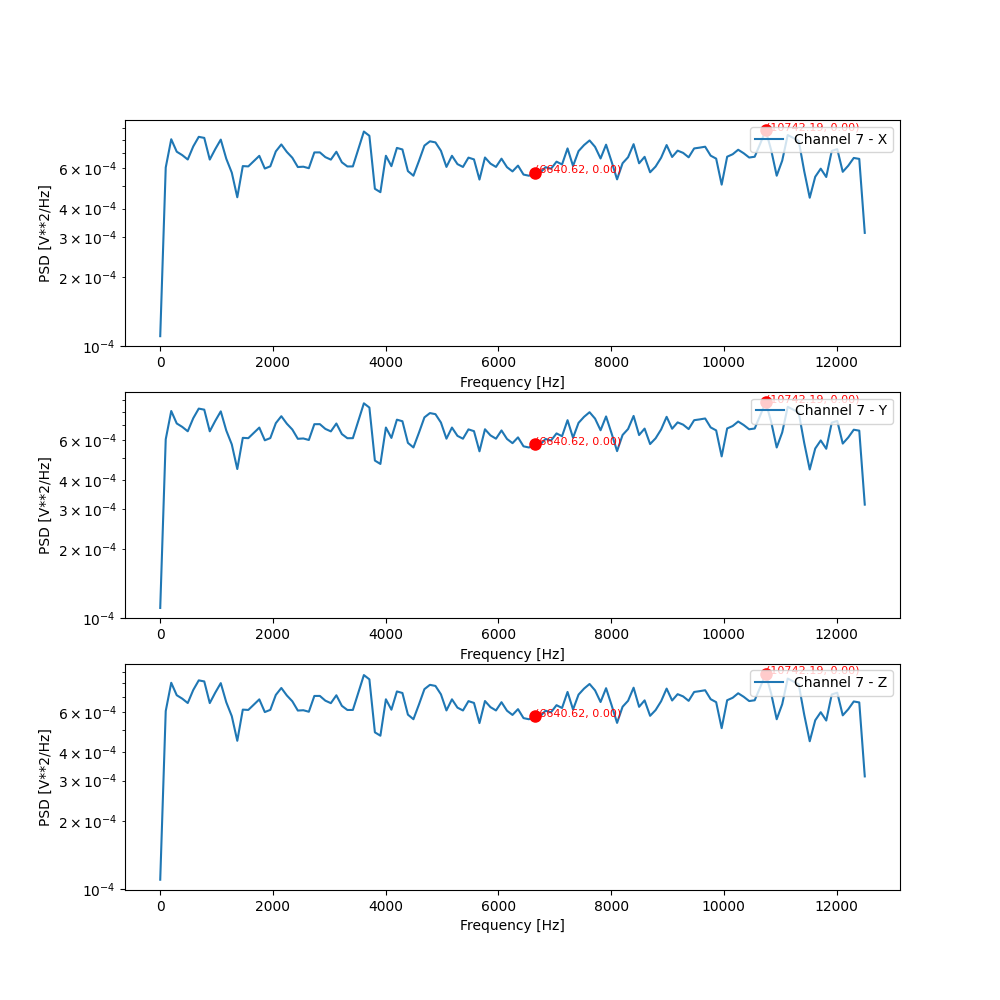 (10742.19, 0.00)
Channel 7 - X
6 × 10⁻⁴
(6640.62, 0.00)
4 × 10⁻⁴
3 × 10⁻⁴
2 × 10⁻⁴
10⁻⁴
PSD [V**2/Hz]
0 2000 4000 6000 8000 10000 12000
Frequency [Hz]
(10742.19, 0.00)
Channel 7 - Y
6 × 10⁻⁴
(6640.62, 0.00)
4 × 10⁻⁴
3 × 10⁻⁴
2 × 10⁻⁴
10⁻⁴
PSD [V**2/Hz]
0 2000 4000 6000 8000 10000 12000
Frequency [Hz]
(10742.19, 0.00)
Channel 7 - Z
6 × 10⁻⁴
(6640.62, 0.00)
4 × 10⁻⁴
3 × 10⁻⁴
2 × 10⁻⁴
10⁻⁴
PSD [V**2/Hz]
0 2000 4000 6000 8000 10000 12000
Frequency [Hz]